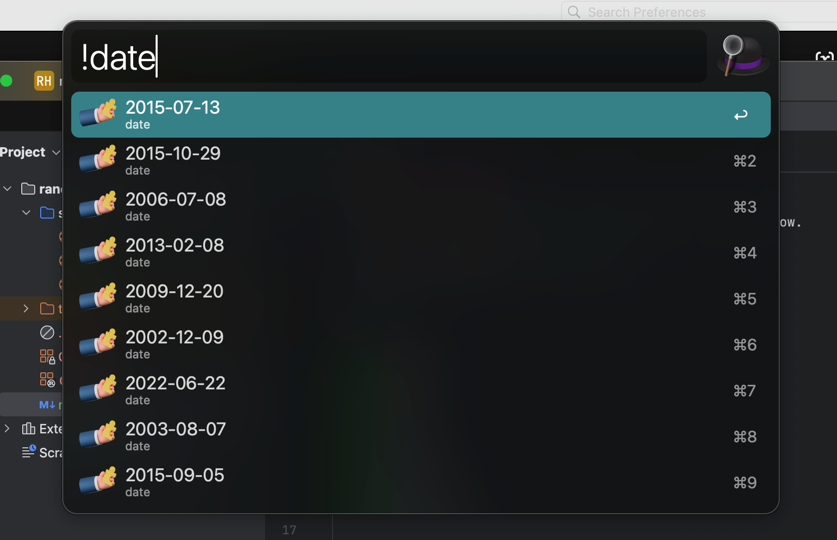 Search Preferences
!date
RH
2015-07-13
date
Project
2015-10-29
date
⌘2
2006-07-08
date
⌘3
ow.
2013-02-08
date
⌘4
2009-12-20
date
⌘5
2002-12-09
date
⌘6
2022-06-22
date
⌘7
M↓
2003-08-07
date
⌘8
Exte
Scra
2015-09-05
date
⌘9
17